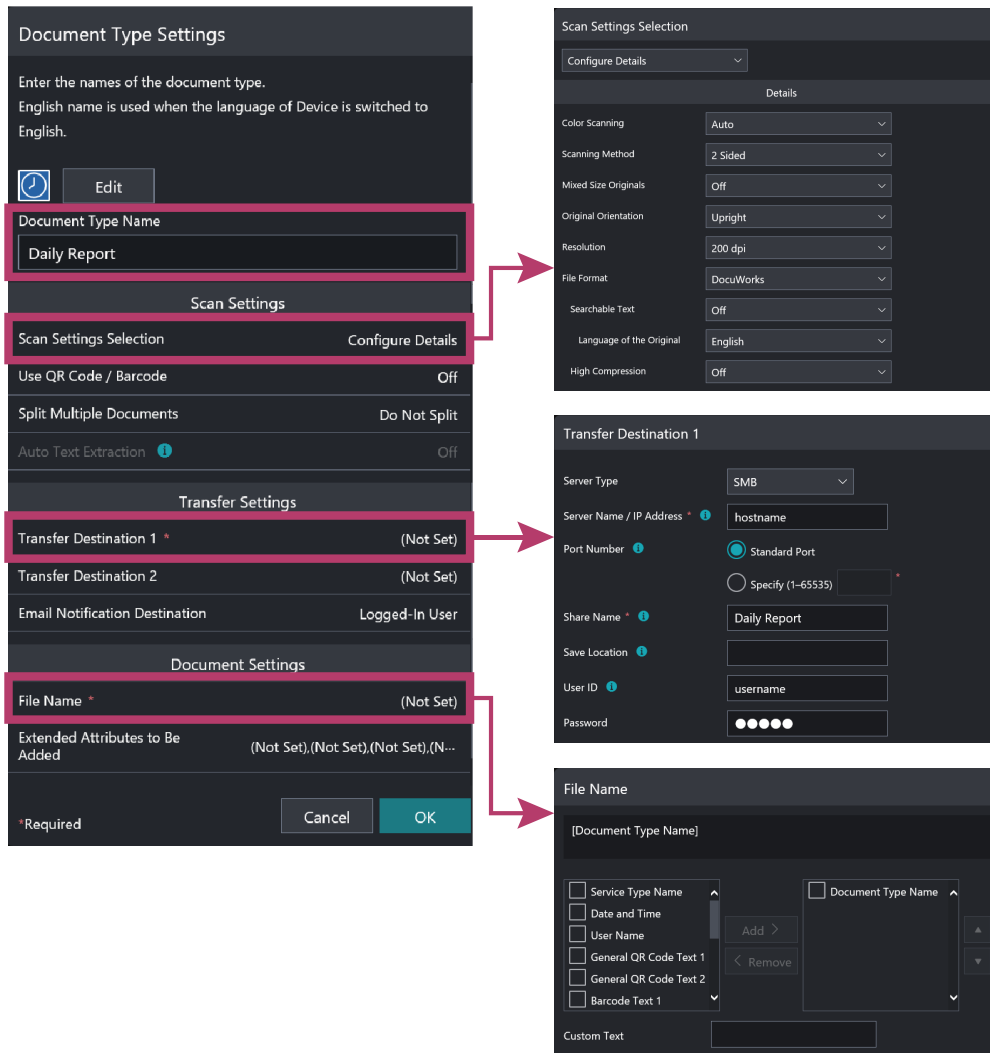 Document Type Settings
Enter the names of the document type.
English name is used when the language of Device is switched to
English.
Edit
Document Type Name
Daily Report
Scan Settings
Scan Settings Selection Configure Details
Use QR Code / Barcode Off
Split Multiple Documents Do Not Split
Auto Text Extraction i Off
Transfer Settings
Transfer Destination 1 * (Not Set)
Transfer Destination 2 (Not Set)
Email Notification Destination Logged-In User
Document Settings
File Name * (Not Set)
Extended Attributes to Be
Added (Not Set),(Not Set),(Not Set),(N···
*Required Cancel OK
Scan Settings Selection
Configure Details
Details
Color Scanning Auto
Scanning Method 2 Sided
Mixed Size Originals Off
Original Orientation Upright
Resolution 200 dpi
File Format DocuWorks
Searchable Text Off
Language of the Original English
High Compression Off
Transfer Destination 1
Server Type SMB
Server Name / IP Address * i hostname
Port Number i Standard Port
Specify (1–65535) *
Share Name * i Daily Report
Save Location i
User ID i username
Password ●●●●●
File Name
[Document Type Name]
Service Type Name Document Type Name
Date and Time
User Name
General QR Code Text 1
General QR Code Text 2
Barcode Text 1
Add >
< Remove
Custom Text